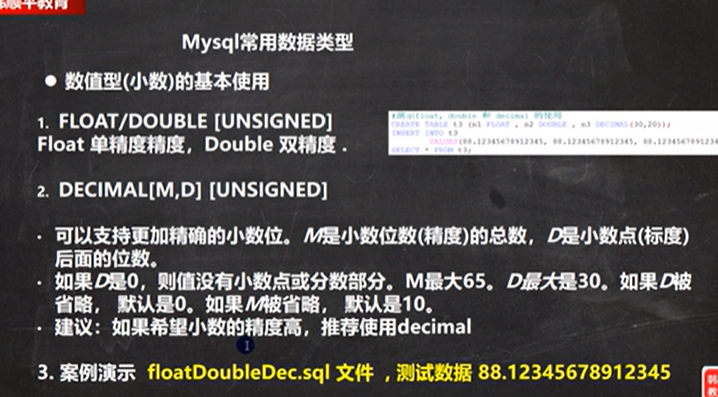 韩顺平教育
Mysql常用数据类型
● 数值型(小数)的基本使用
#演示float, double 和 decimal 的使用
CREATE TABLE t3 (n1 FLOAT , n2 DOUBLE , n3 DECIMAL(30,20));
INSERT INTO t3
VALUES(88.12345678912345, 88.12345678912345, 88.1234567891234
SELECT * FROM t3;
1. FLOAT/DOUBLE [UNSIGNED]
Float 单精度精度，Double 双精度 .
2. DECIMAL[M,D] [UNSIGNED]
· 可以支持更加精确的小数位。M是小数位数(精度)的总数，D是小数点(标度)
后面的位数。
· 如果D是0，则值没有小数点或分数部分。M最大65。D最大是30。如果D被
省略， 默认是0。如果M被省略， 默认是10。
· 建议：如果希望小数的精度高，推荐使用decimal
3. 案例演示 floatDoubleDec.sql 文件 ，测试数据 88.12345678912345